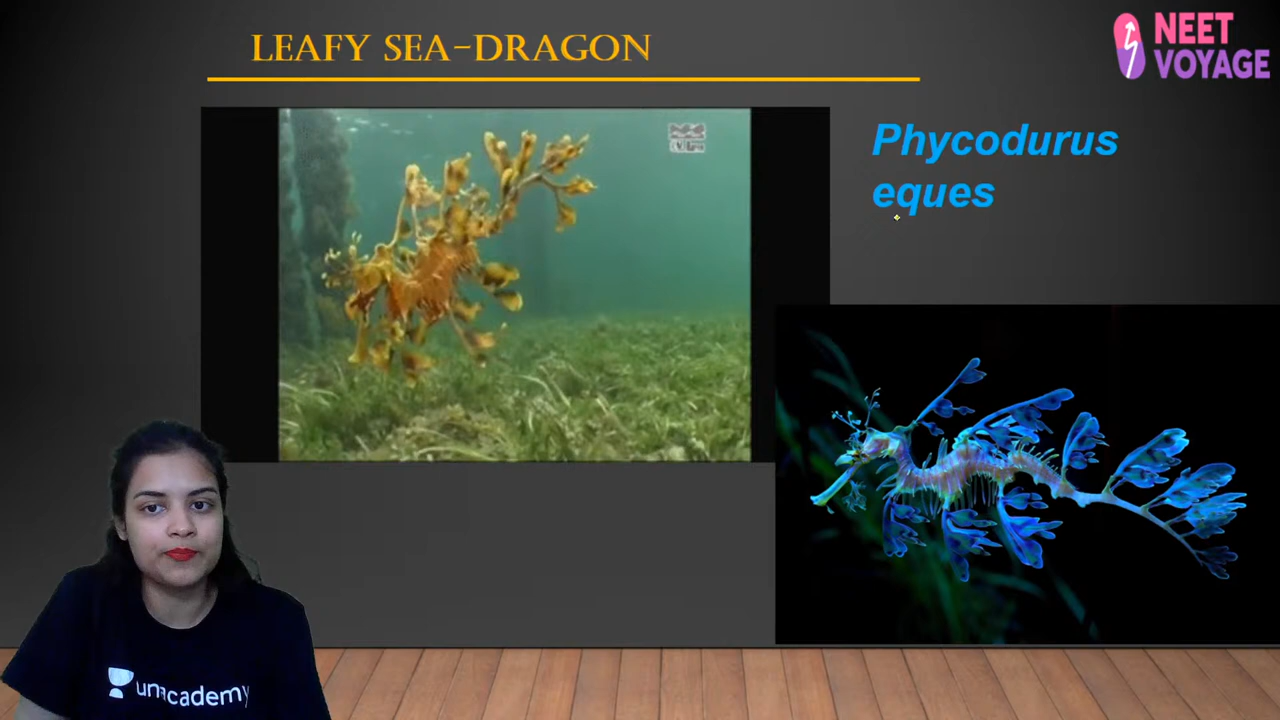 LEAFY SEA-DRAGON
NEET
VOYAGE
Phycodurus
eques
unacademy